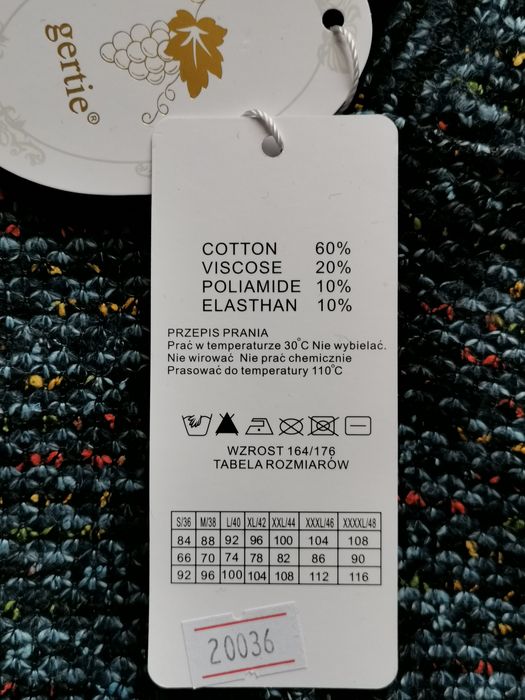 gertie®
COTTON 60%
VISCOSE 20%
POLIAMIDE 10%
ELASTHAN 10%
PRZEPIS PRANIA
Prać w temperaturze 30°C Nie wybielać.
Nie wirować Nie prać chemicznie
Prasować do temperatury 110°C
WZROST 164/176
TABELA ROZMIARÓW
S/36 M/38 L/40 XL/42 XXL/44 XXXL/46 XXXXL/48
84 88 92 96 100 104 108
66 70 74 78 82 86 90
92 96 100 104 108 112 116
20036